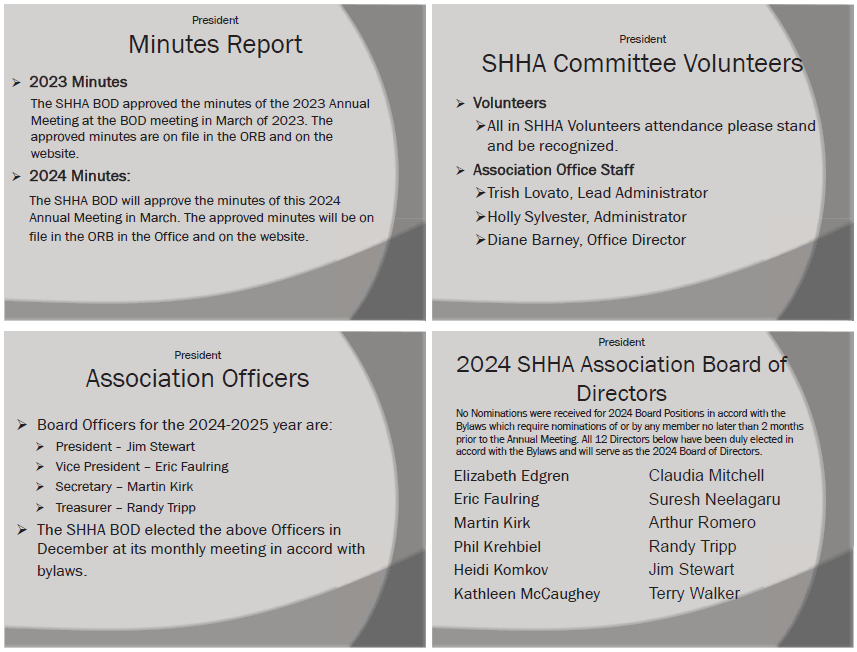 President
Minutes Report
➢ 2023 Minutes
The SHHA BOD approved the minutes of the 2023 Annual
Meeting at the BOD meeting in March of 2023. The
approved minutes are on file in the ORB and on the
website.
➢ 2024 Minutes:
The SHHA BOD will approve the minutes of this 2024
Annual Meeting in March. The approved minutes will be on
file in the ORB in the Office and on the website.
President
SHHA Committee Volunteers
➢ Volunteers
➢All in SHHA Volunteers attendance please stand
and be recognized.
➢ Association Office Staff
➢Trish Lovato, Lead Administrator
➢Holly Sylvester, Administrator
➢Diane Barney, Office Director
President
Association Officers
➢ Board Officers for the 2024-2025 year are:
➢ President - Jim Stewart
➢ Vice President – Eric Faulring
➢ Secretary – Martin Kirk
➢ Treasurer – Randy Tripp
➢ The SHHA BOD elected the above Officers in
December at its monthly meeting in accord with
bylaws.
President
2024 SHHA Association Board of
Directors
No Nominations were received for 2024 Board Positions in accord with the
Bylaws which require nominations of or by any member no later than 2 months
prior to the Annual Meeting. All 12 Directors below have been duly elected in
accord with the Bylaws and will serve as the 2024 Board of Directors.
Elizabeth Edgren
Eric Faulring
Martin Kirk
Phil Krehbiel
Heidi Komkov
Kathleen McCaughey
Claudia Mitchell
Suresh Neelagaru
Arthur Romero
Randy Tripp
Jim Stewart
Terry Walker